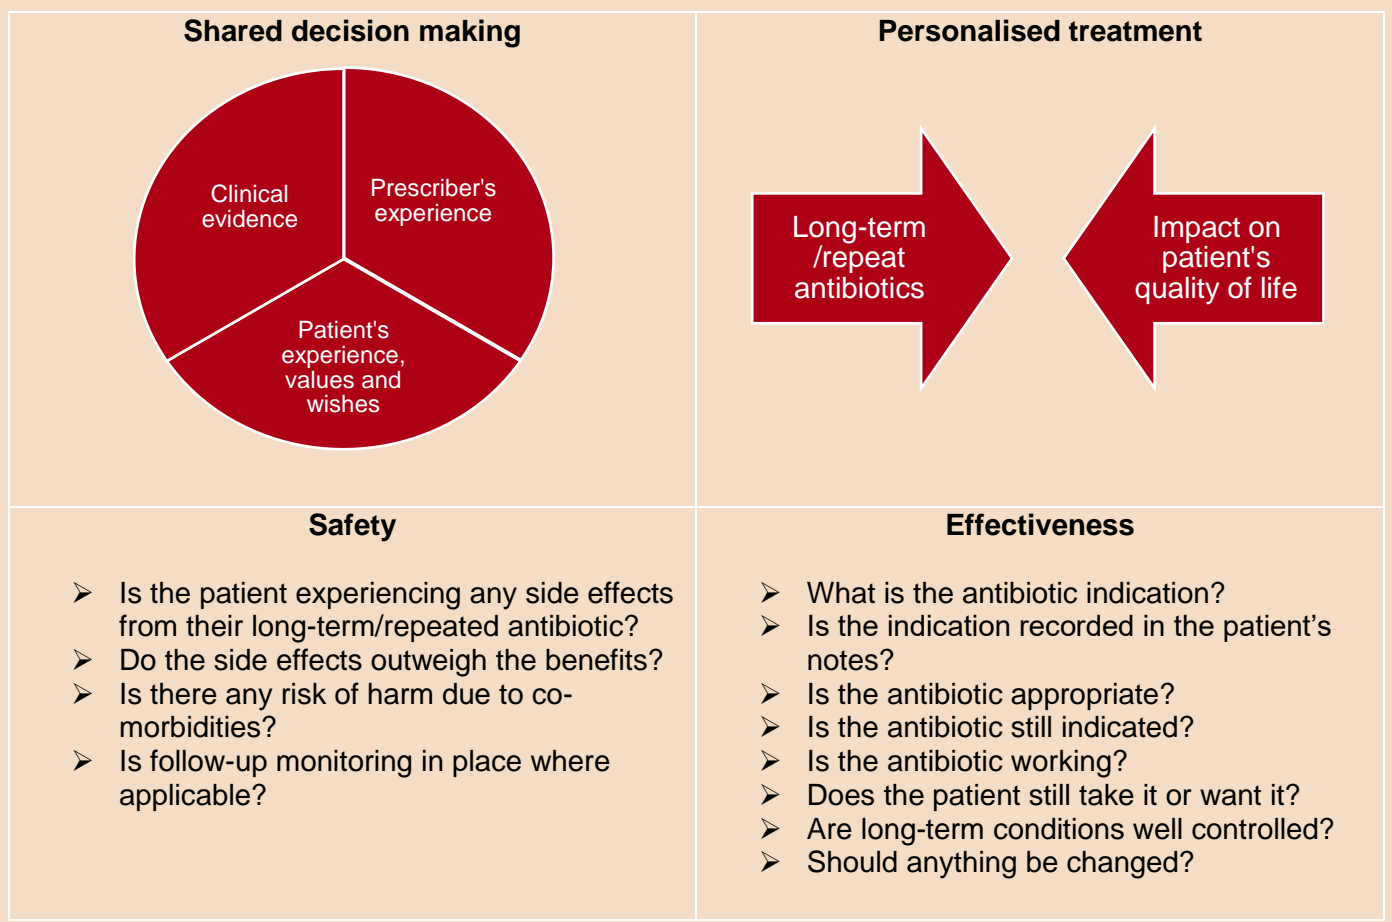 Shared decision making
Clinical
evidence
Prescriber's
experience
Patient's
experience,
values and
wishes
Personalised treatment
Long-term
/repeat
antibiotics
Impact on
patient's
quality of life
Safety
➢ Is the patient experiencing any side effects
from their long-term/repeated antibiotic?
➢ Do the side effects outweigh the benefits?
➢ Is there any risk of harm due to co-
morbidities?
➢ Is follow-up monitoring in place where
applicable?
Effectiveness
➢ What is the antibiotic indication?
➢ Is the indication recorded in the patient’s
notes?
➢ Is the antibiotic appropriate?
➢ Is the antibiotic still indicated?
➢ Is the antibiotic working?
➢ Does the patient still take it or want it?
➢ Are long-term conditions well controlled?
➢ Should anything be changed?